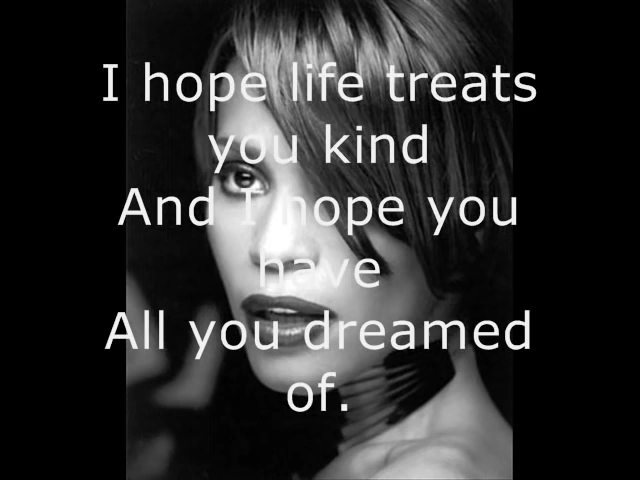 I hope life treats
you kind
And I hope you
have
All you dreamed
of.